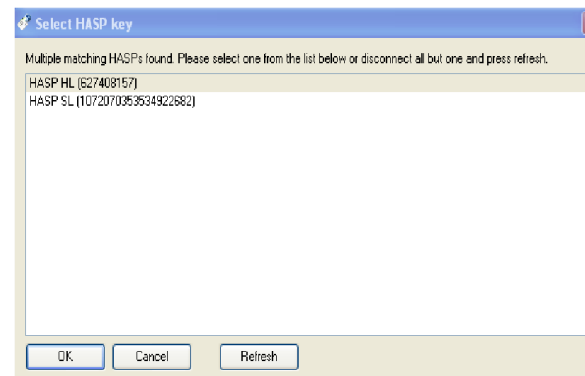 Select HASP key
Multiple matching HASPs found. Please select one from the list below or disconnect all but one and press refresh.
HASP HL (627408157)
HASP SL (1072070353534922682)
OK Cancel Refresh